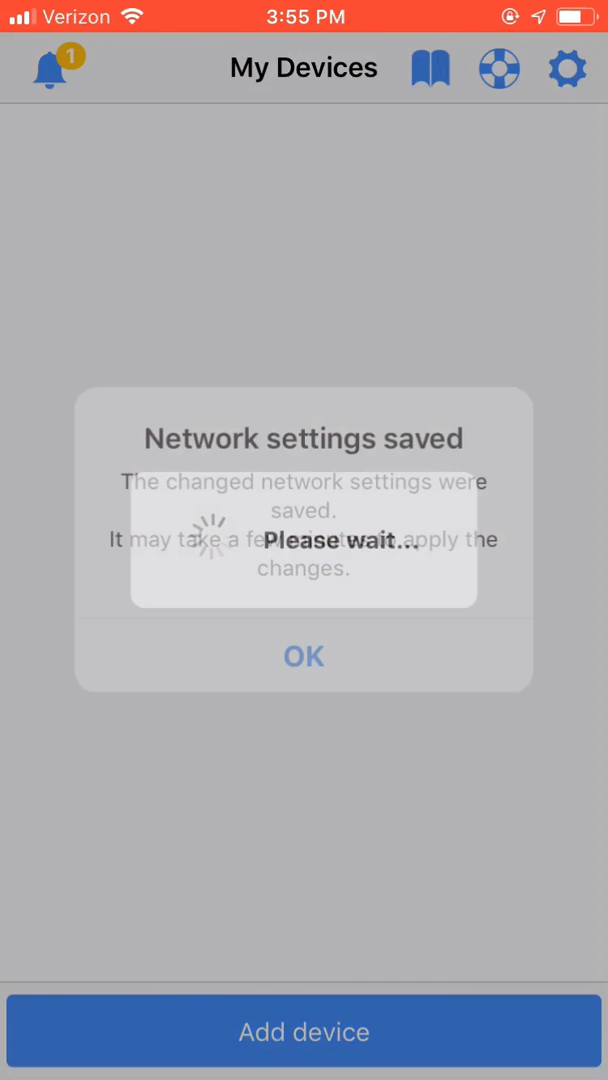 Verizon 3:55 PM
1
My Devices
Network settings saved
The changed network settings were
saved.
Please wait...
It may take a few minutes to apply the
changes.
OK
Add device